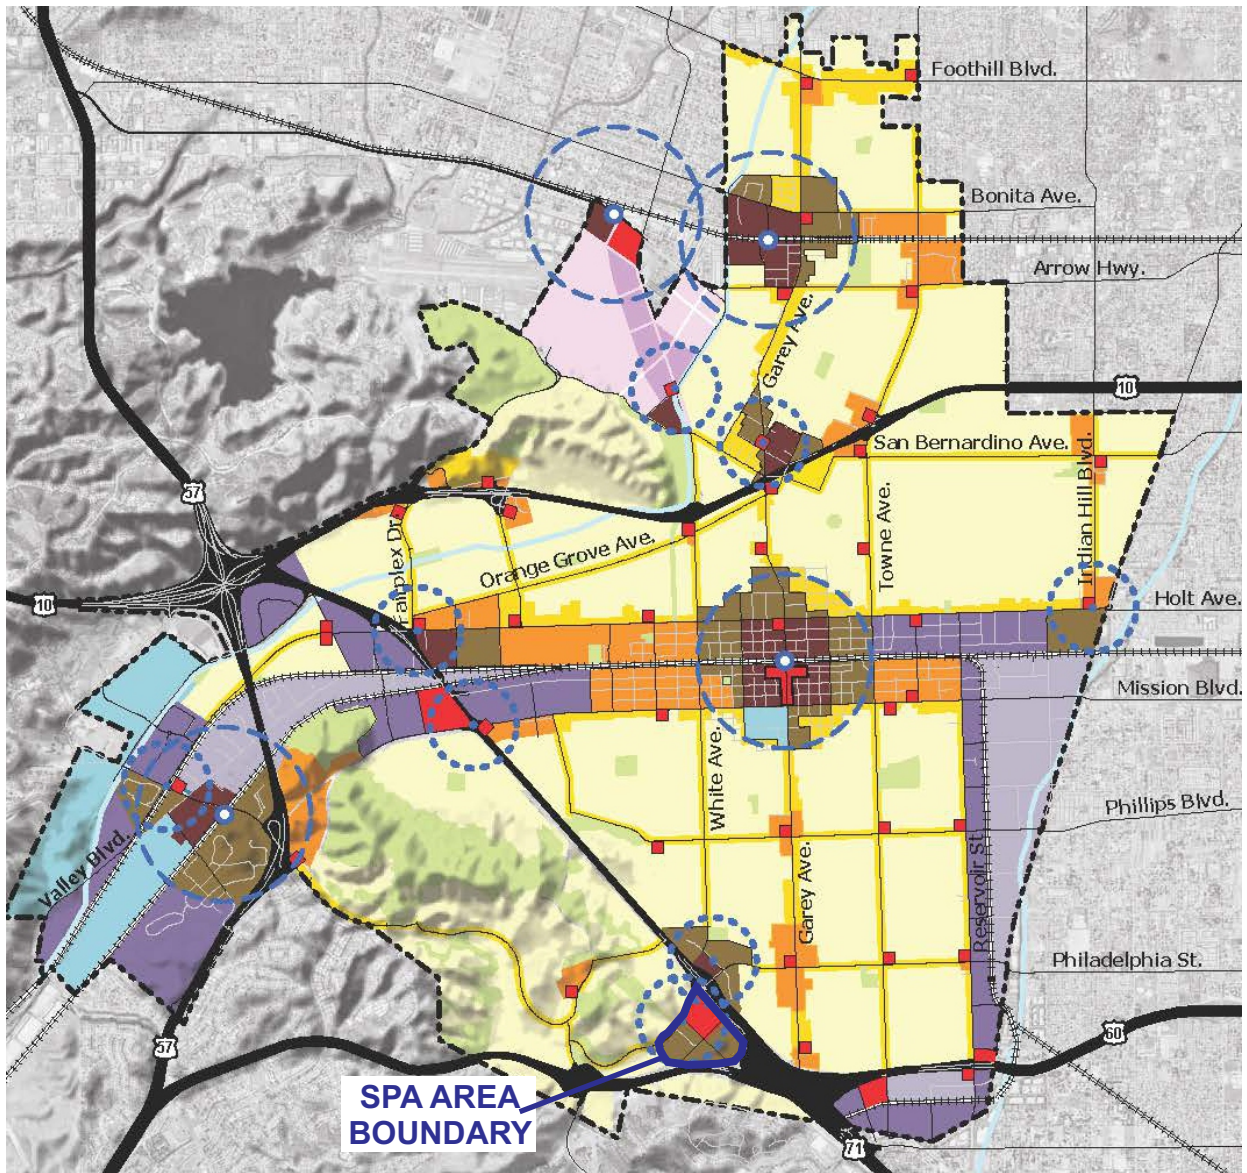 Foothill Blvd.
Bonita Ave.
Arrow Hwy.
Garey Ave.
10
San Bernardino Ave.
Indian Hill Blvd.
57
Fairplex Dr.
Orange Grove Ave.
Towne Ave.
10
Holt Ave.
Mission Blvd.
White Ave.
Phillips Blvd.
Valley Blvd.
Garey Ave.
Reservoir St.
Philadelphia St.
57
60
SPA AREA
BOUNDARY
71